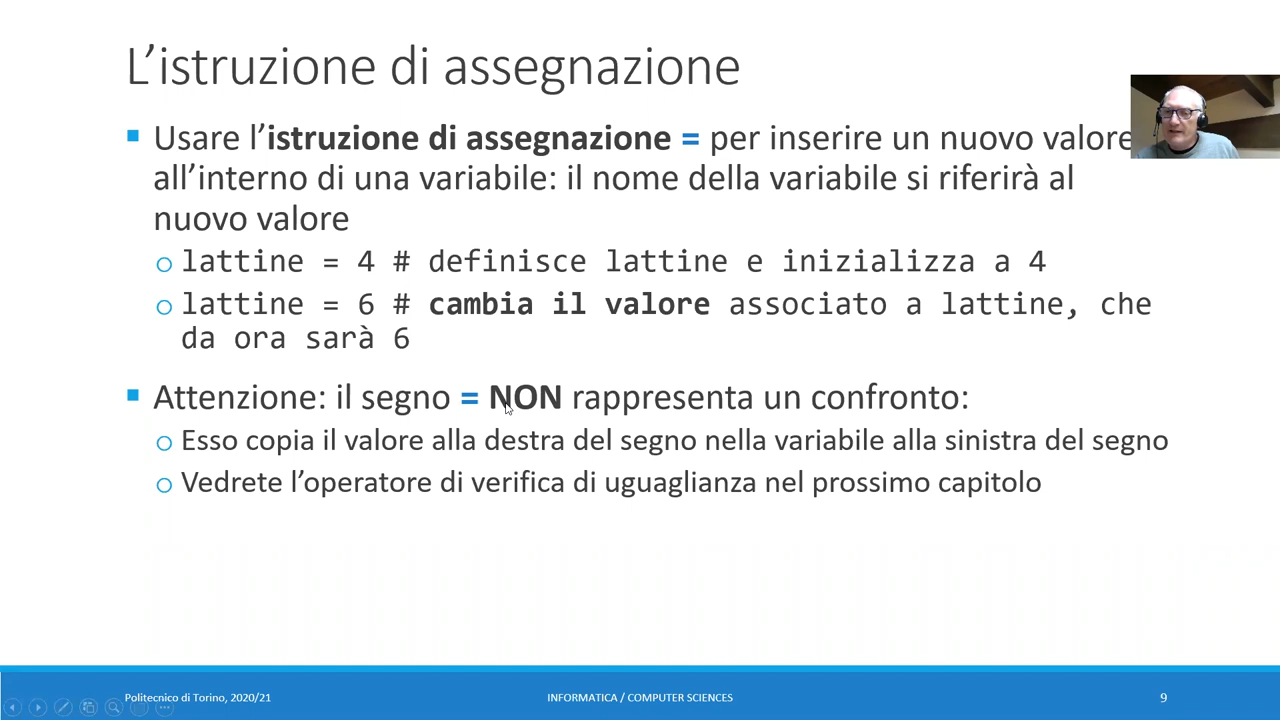 L’istruzione di assegnazione
Usare l’istruzione di assegnazione = per inserire un nuovo valore
all’interno di una variabile: il nome della variabile si riferirà al
nuovo valore
lattine = 4 # definisce lattine e inizializza a 4
lattine = 6 # cambia il valore associato a lattine, che
da ora sarà 6
Attenzione: il segno = NON rappresenta un confronto:
Esso copia il valore alla destra del segno nella variabile alla sinistra del segno
Vedrete l’operatore di verifica di uguaglianza nel prossimo capitolo
Politecnico di Torino, 2020/21
INFORMATICA / COMPUTER SCIENCES
9